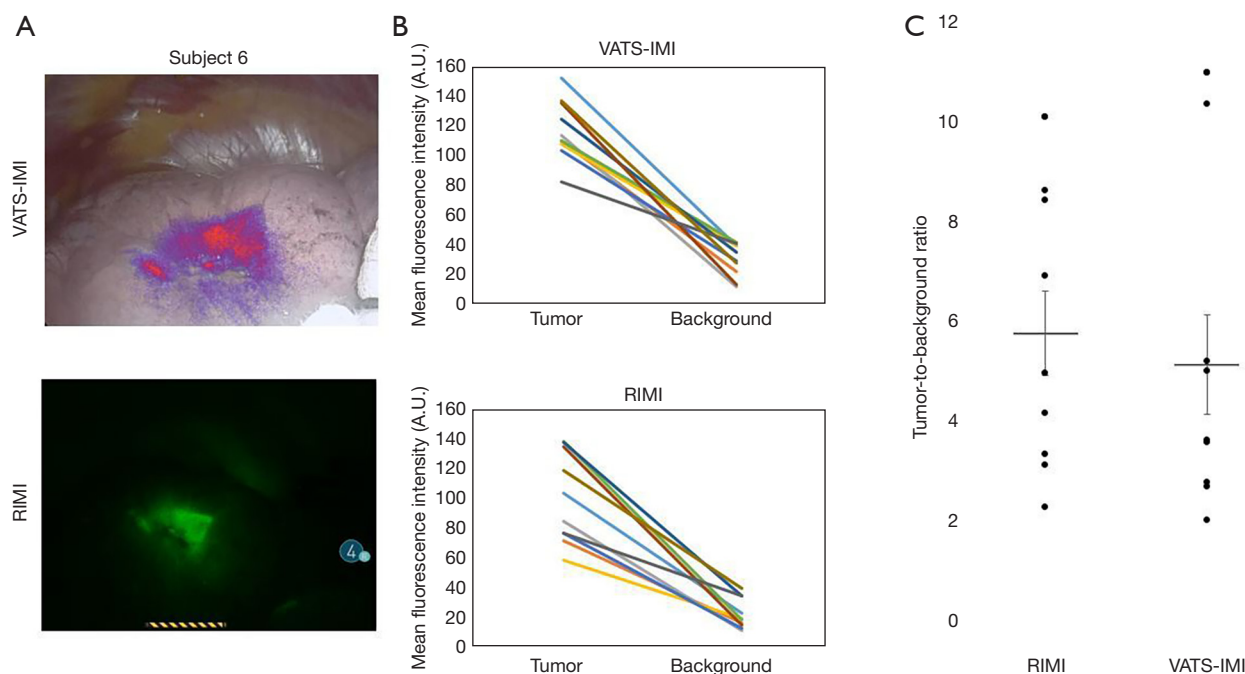 A
Subject 6
VATS-IMI
RIMI
4
B
VATS-IMI
Mean fluorescence intensity (A.U.)
160
140
120
100
80
60
40
20
0
Tumor Background
RIMI
Mean fluorescence intensity (A.U.)
160
140
120
100
80
60
40
20
0
Tumor Background
C
Tumor-to-background ratio
12
10
8
6
4
2
0
RIMI VATS-IMI